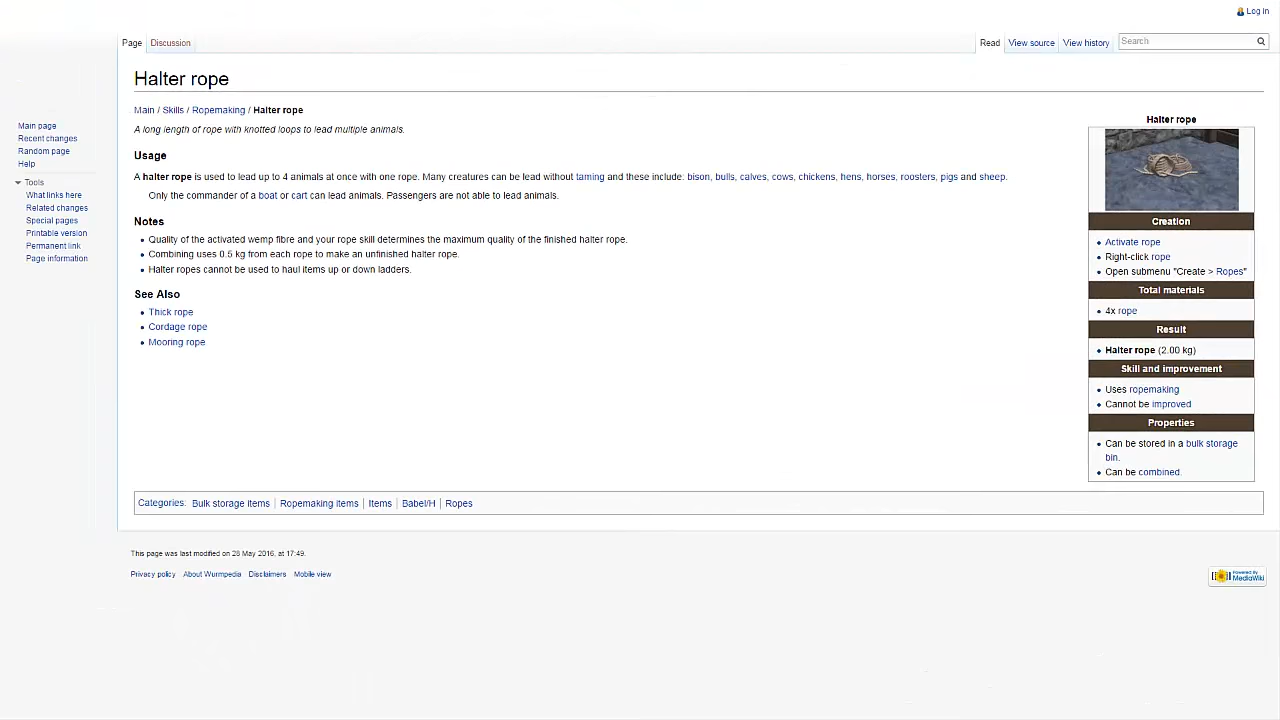 Log in
Page
Discussion
Read
View source
View history
Search
Halter rope
Main page
Recent changes
Random page
Help
Tools
What links here
Related changes
Special pages
Printable version
Permanent link
Page information
Main / Skills / Ropemaking / Halter rope
A long length of rope with knotted loops to lead multiple animals.
Usage
A halter rope is used to lead up to 4 animals at once with one rope. Many creatures can be lead without taming and these include: bison, bulls, calves, cows, chickens, hens, horses, roosters, pigs and sheep.
Only the commander of a boat or cart can lead animals. Passengers are not able to lead animals.
Notes
Quality of the activated wemp fibre and your rope skill determines the maximum quality of the finished halter rope.
Combining uses 0.5 kg from each rope to make an unfinished halter rope.
Halter ropes cannot be used to haul items up or down ladders.
See Also
Thick rope
Cordage rope
Mooring rope
Halter rope
Creation
Activate rope
Right-click rope
Open submenu "Create > Ropes"
Total materials
4x rope
Result
Halter rope (2.00 kg)
Skill and improvement
Uses ropemaking
Cannot be improved
Properties
Can be stored in a bulk storage
bin.
Can be combined.
Categories: Bulk storage items | Ropemaking items | Items | Babel/H | Ropes
This page was last modified on 28 May 2016, at 17:49.
Privacy policy
About Wurmpedia
Disclaimers
Mobile view
Powered By
MediaWiki